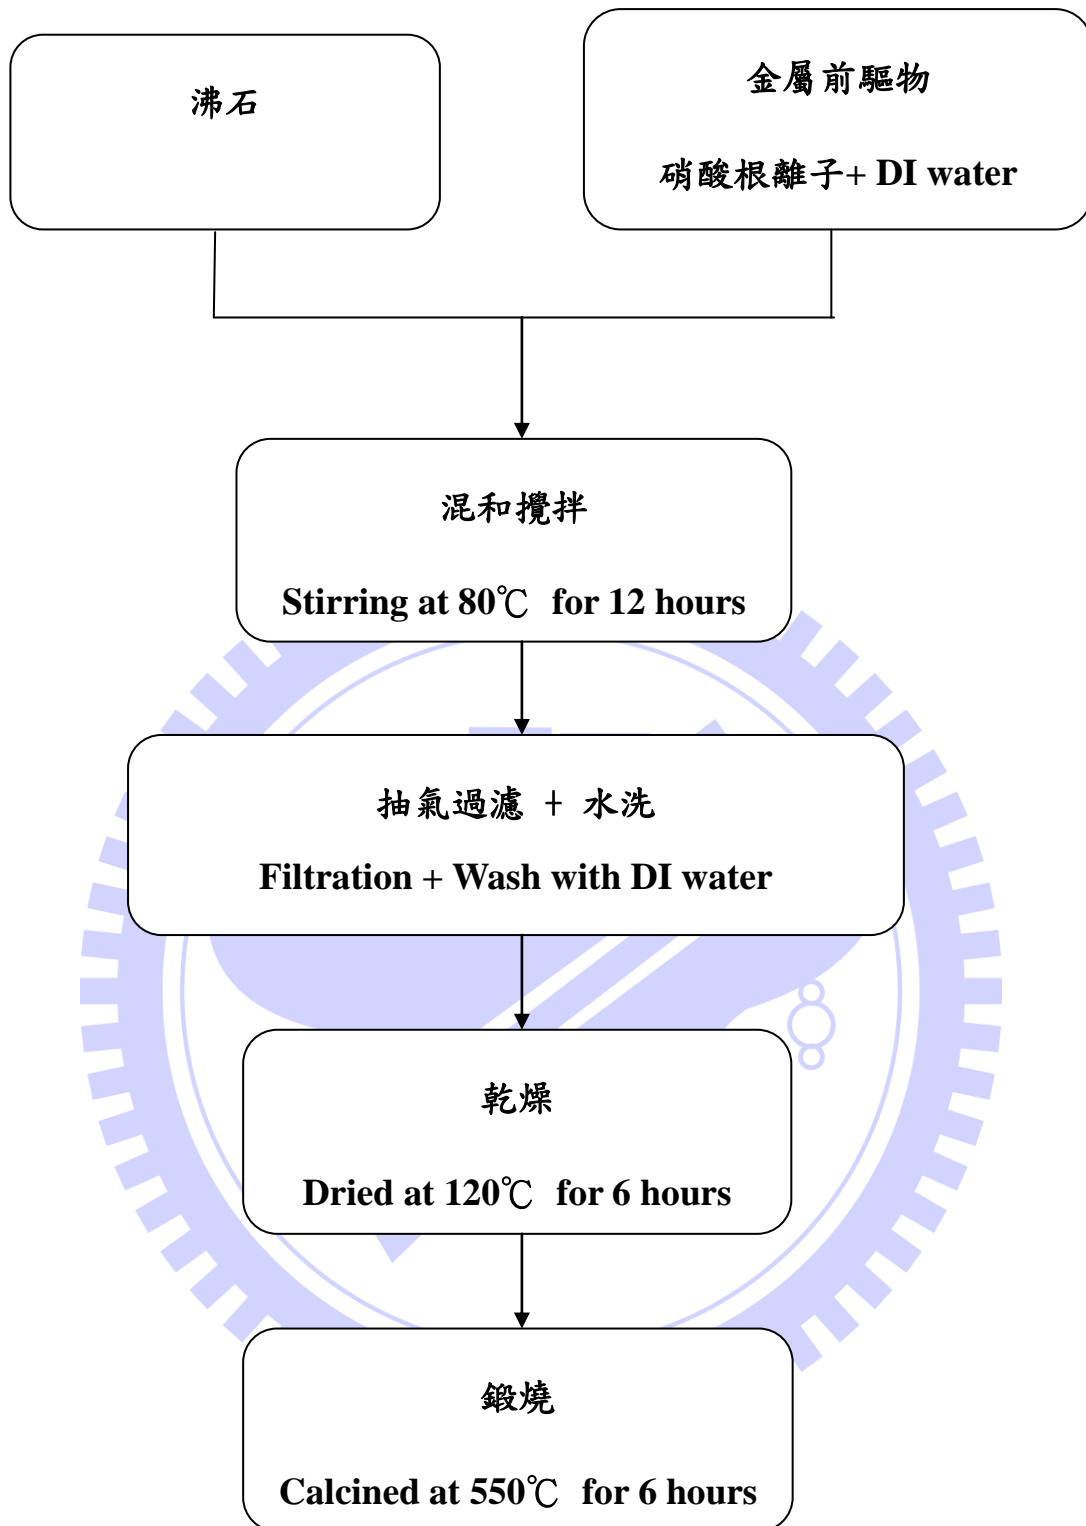 沸石
金屬前驅物
硝酸根離子+ DI water
混和攪拌
Stirring at 80℃ for 12 hours
抽氣過濾 + 水洗
Filtration + Wash with DI water
乾燥
Dried at 120℃ for 6 hours
鍛燒
Calcined at 550℃ for 6 hours